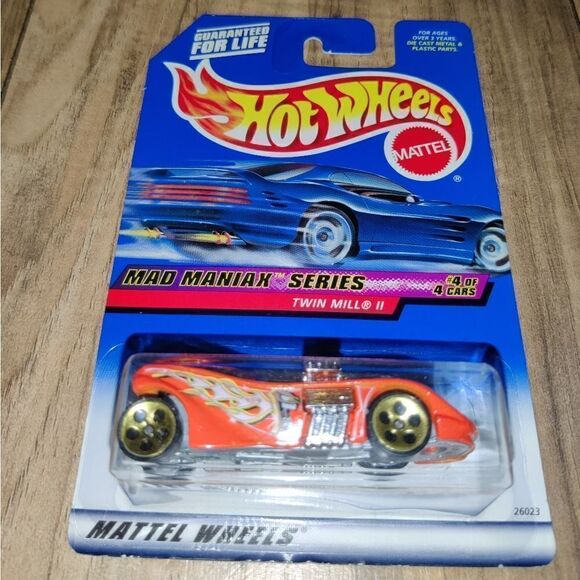 GUARANTEED
FOR LIFE
FOR AGES
OVER 3 YEARS.
DIE CAST METAL &
PLASTIC PARTS.
HOT WHEELS
MATTEL
®
MAD MANIAX™ SERIES
#4 OF
4 CARS
TWIN MILL® II
26023
MATTEL WHEELS®